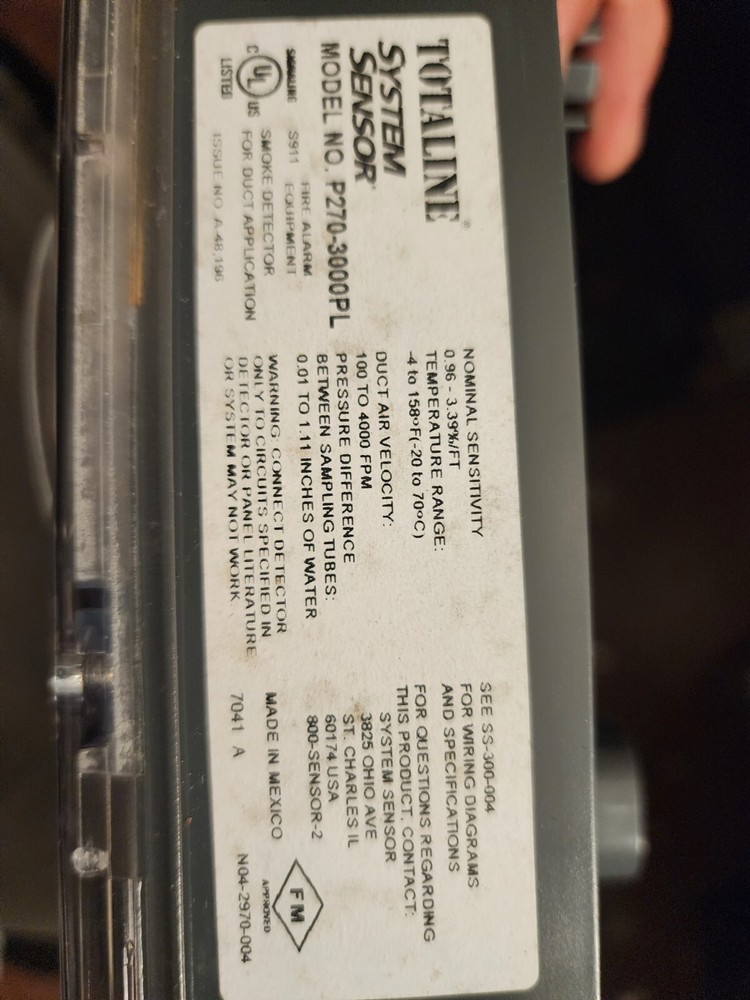 TOTALINE®
SYSTEM
SENSOR®
MODEL NO. P270-3000PL
SIGNALING S911 FIRE ALARM
EQUIPMENT
C UL US
LISTED
SMOKE DETECTOR
FOR DUCT APPLICATION
ISSUE NO A-48,196
NOMINAL SENSITIVITY
0.96 - 3.39%/FT
TEMPERATURE RANGE:
-4 to 158°F(-20 to 70°C)
DUCT AIR VELOCITY:
100 TO 4000 FPM
PRESSURE DIFFERENCE
BETWEEN SAMPLING TUBES:
0.01 TO 1.11 INCHES OF WATER
WARNING: CONNECT DETECTOR
ONLY TO CIRCUITS SPECIFIED IN
DETECTOR OR PANEL LITERATURE
OR SYSTEM MAY NOT WORK
SEE SS-300-004
FOR WIRING DIAGRAMS
AND SPECIFICATIONS
FOR QUESTIONS REGARDING
THIS PRODUCT, CONTACT:
SYSTEM SENSOR
3825 OHIO AVE
ST. CHARLES IL
60174 USA
800-SENSOR-2
MADE IN MEXICO
7041 A
FM
APPROVED
N04-2970-004